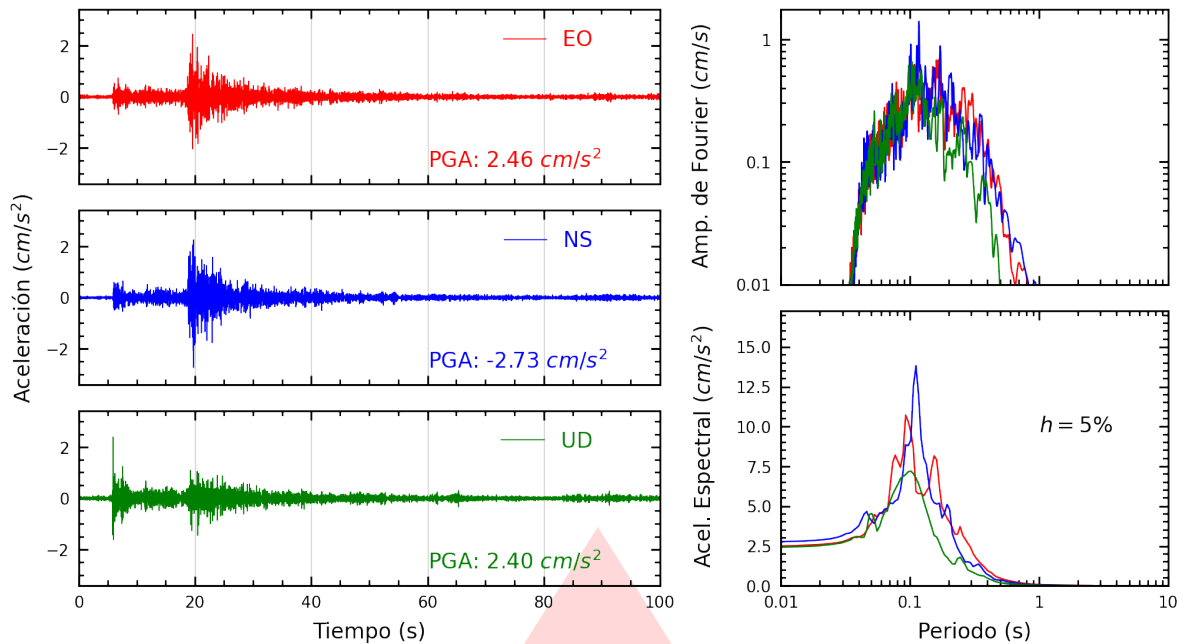 Aceleración (cm/s²)
2
0
−2
EO
PGA: 2.46 cm/s²
2
0
−2
NS
PGA: -2.73 cm/s²
2
0
−2
UD
PGA: 2.40 cm/s²
0 20 40 60 80 100
Tiempo (s)
Amp. de Fourier (cm/s)
1
0.1
0.01
Acel. Espectral (cm/s²)
15.0
12.5
10.0
7.5
5.0
2.5
0.0
h = 5%
0.01 0.1 1 10
Periodo (s)